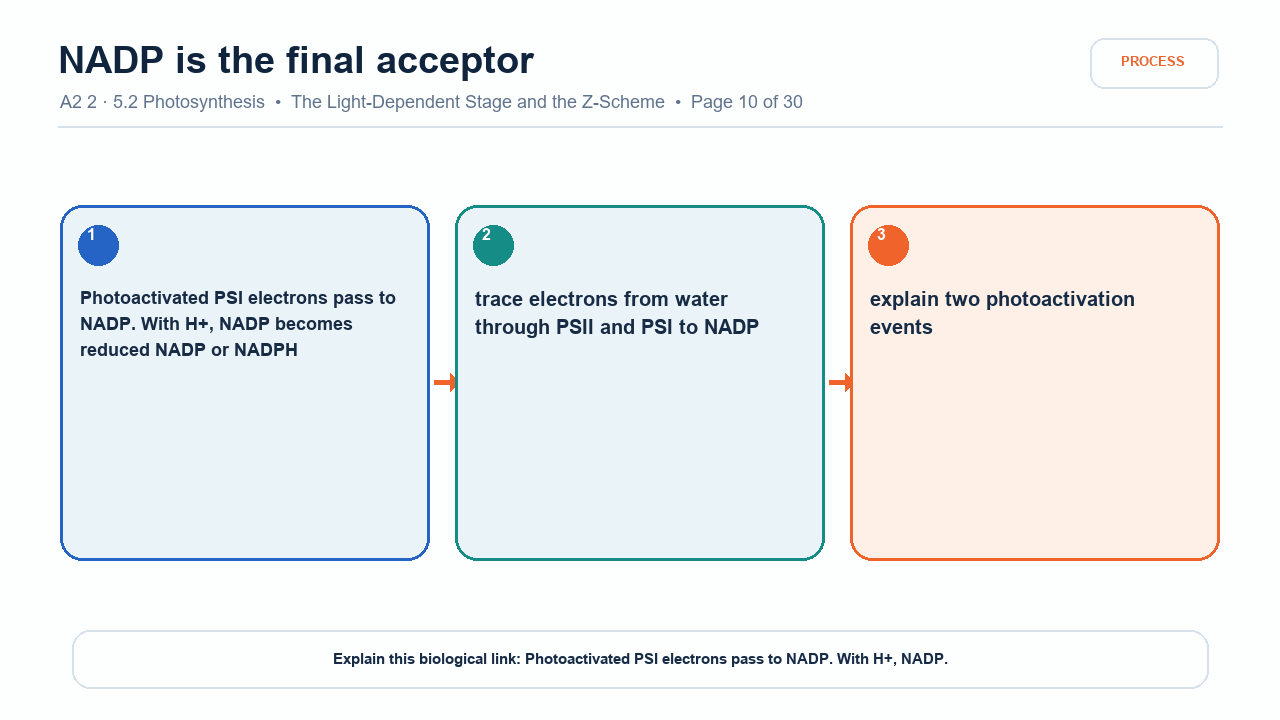 NADP is the final acceptor
PROCESS
A2 2 · 5.2 Photosynthesis • The Light-Dependent Stage and the Z-Scheme • Page 10 of 30
1
Photoactivated PSI electrons pass to
NADP. With H+, NADP becomes
reduced NADP or NADPH
2
trace electrons from water
through PSII and PSI to NADP
3
explain two photoactivation
events
Explain this biological link: Photoactivated PSI electrons pass to NADP. With H+, NADP.